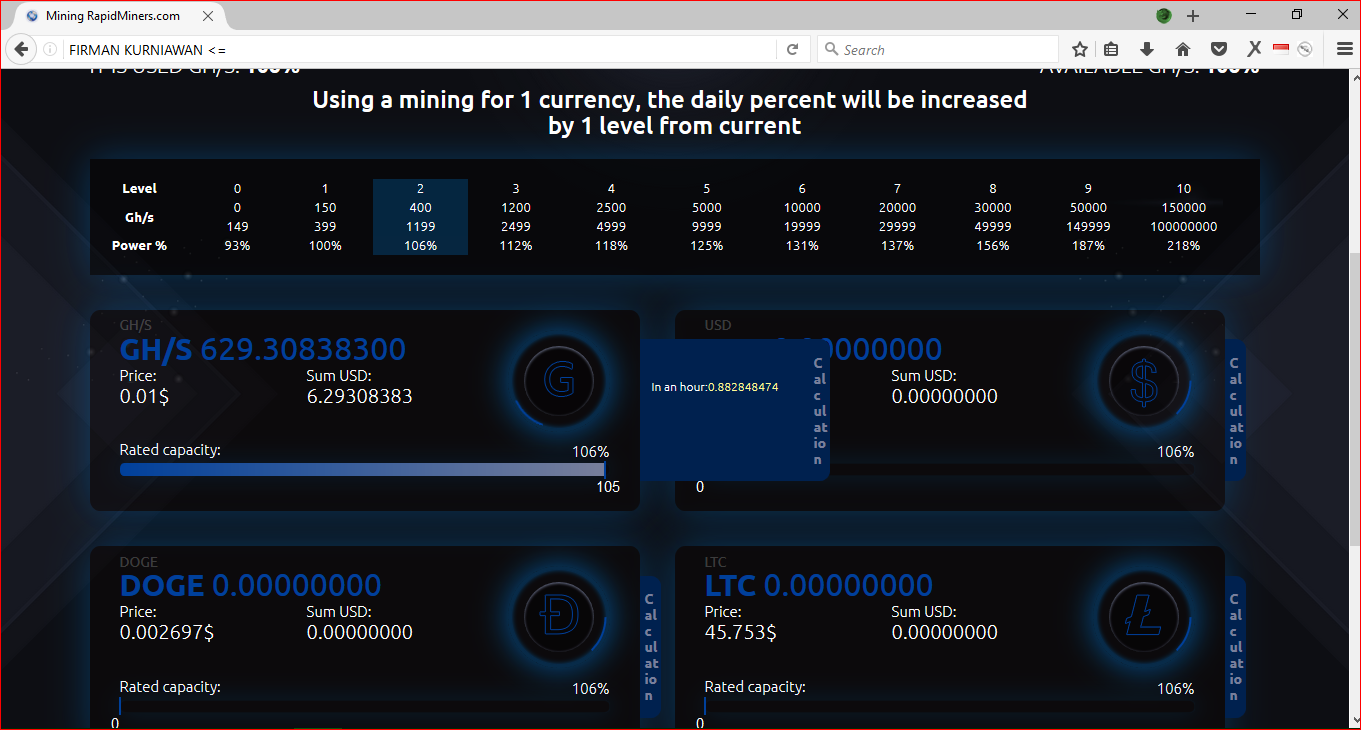 Mining RapidMiners.com
FIRMAN KURNIAWAN <=
Search
IT IS USED GH/S: 100%
AVAILABLE GH/S: 100%
Using a mining for 1 currency, the daily percent will be increased
by 1 level from current
Level 0 1 2 3 4 5 6 7 8 9 10
Gh/s 0 150 400 1200 2500 5000 10000 20000 30000 50000 150000
149 399 1199 2499 4999 9999 19999 29999 49999 149999 100000000
Power % 93% 100% 106% 112% 118% 125% 131% 137% 156% 187% 218%
GH/S
GH/S 629.30838300
Price: Sum USD:
0.01$ 6.29308383
G
Rated capacity: 106%
105
In an hour:0.882848474
Calculation
USD
00000000
Sum USD:
0.00000000
$
106%
0
Calculation
DOGE
DOGE 0.00000000
Price: Sum USD:
0.002697$ 0.00000000
Rated capacity: 106%
0
Calculation
LTC
LTC 0.00000000
Price: Sum USD:
45.753$ 0.00000000
Rated capacity: 106%
0
Calculation